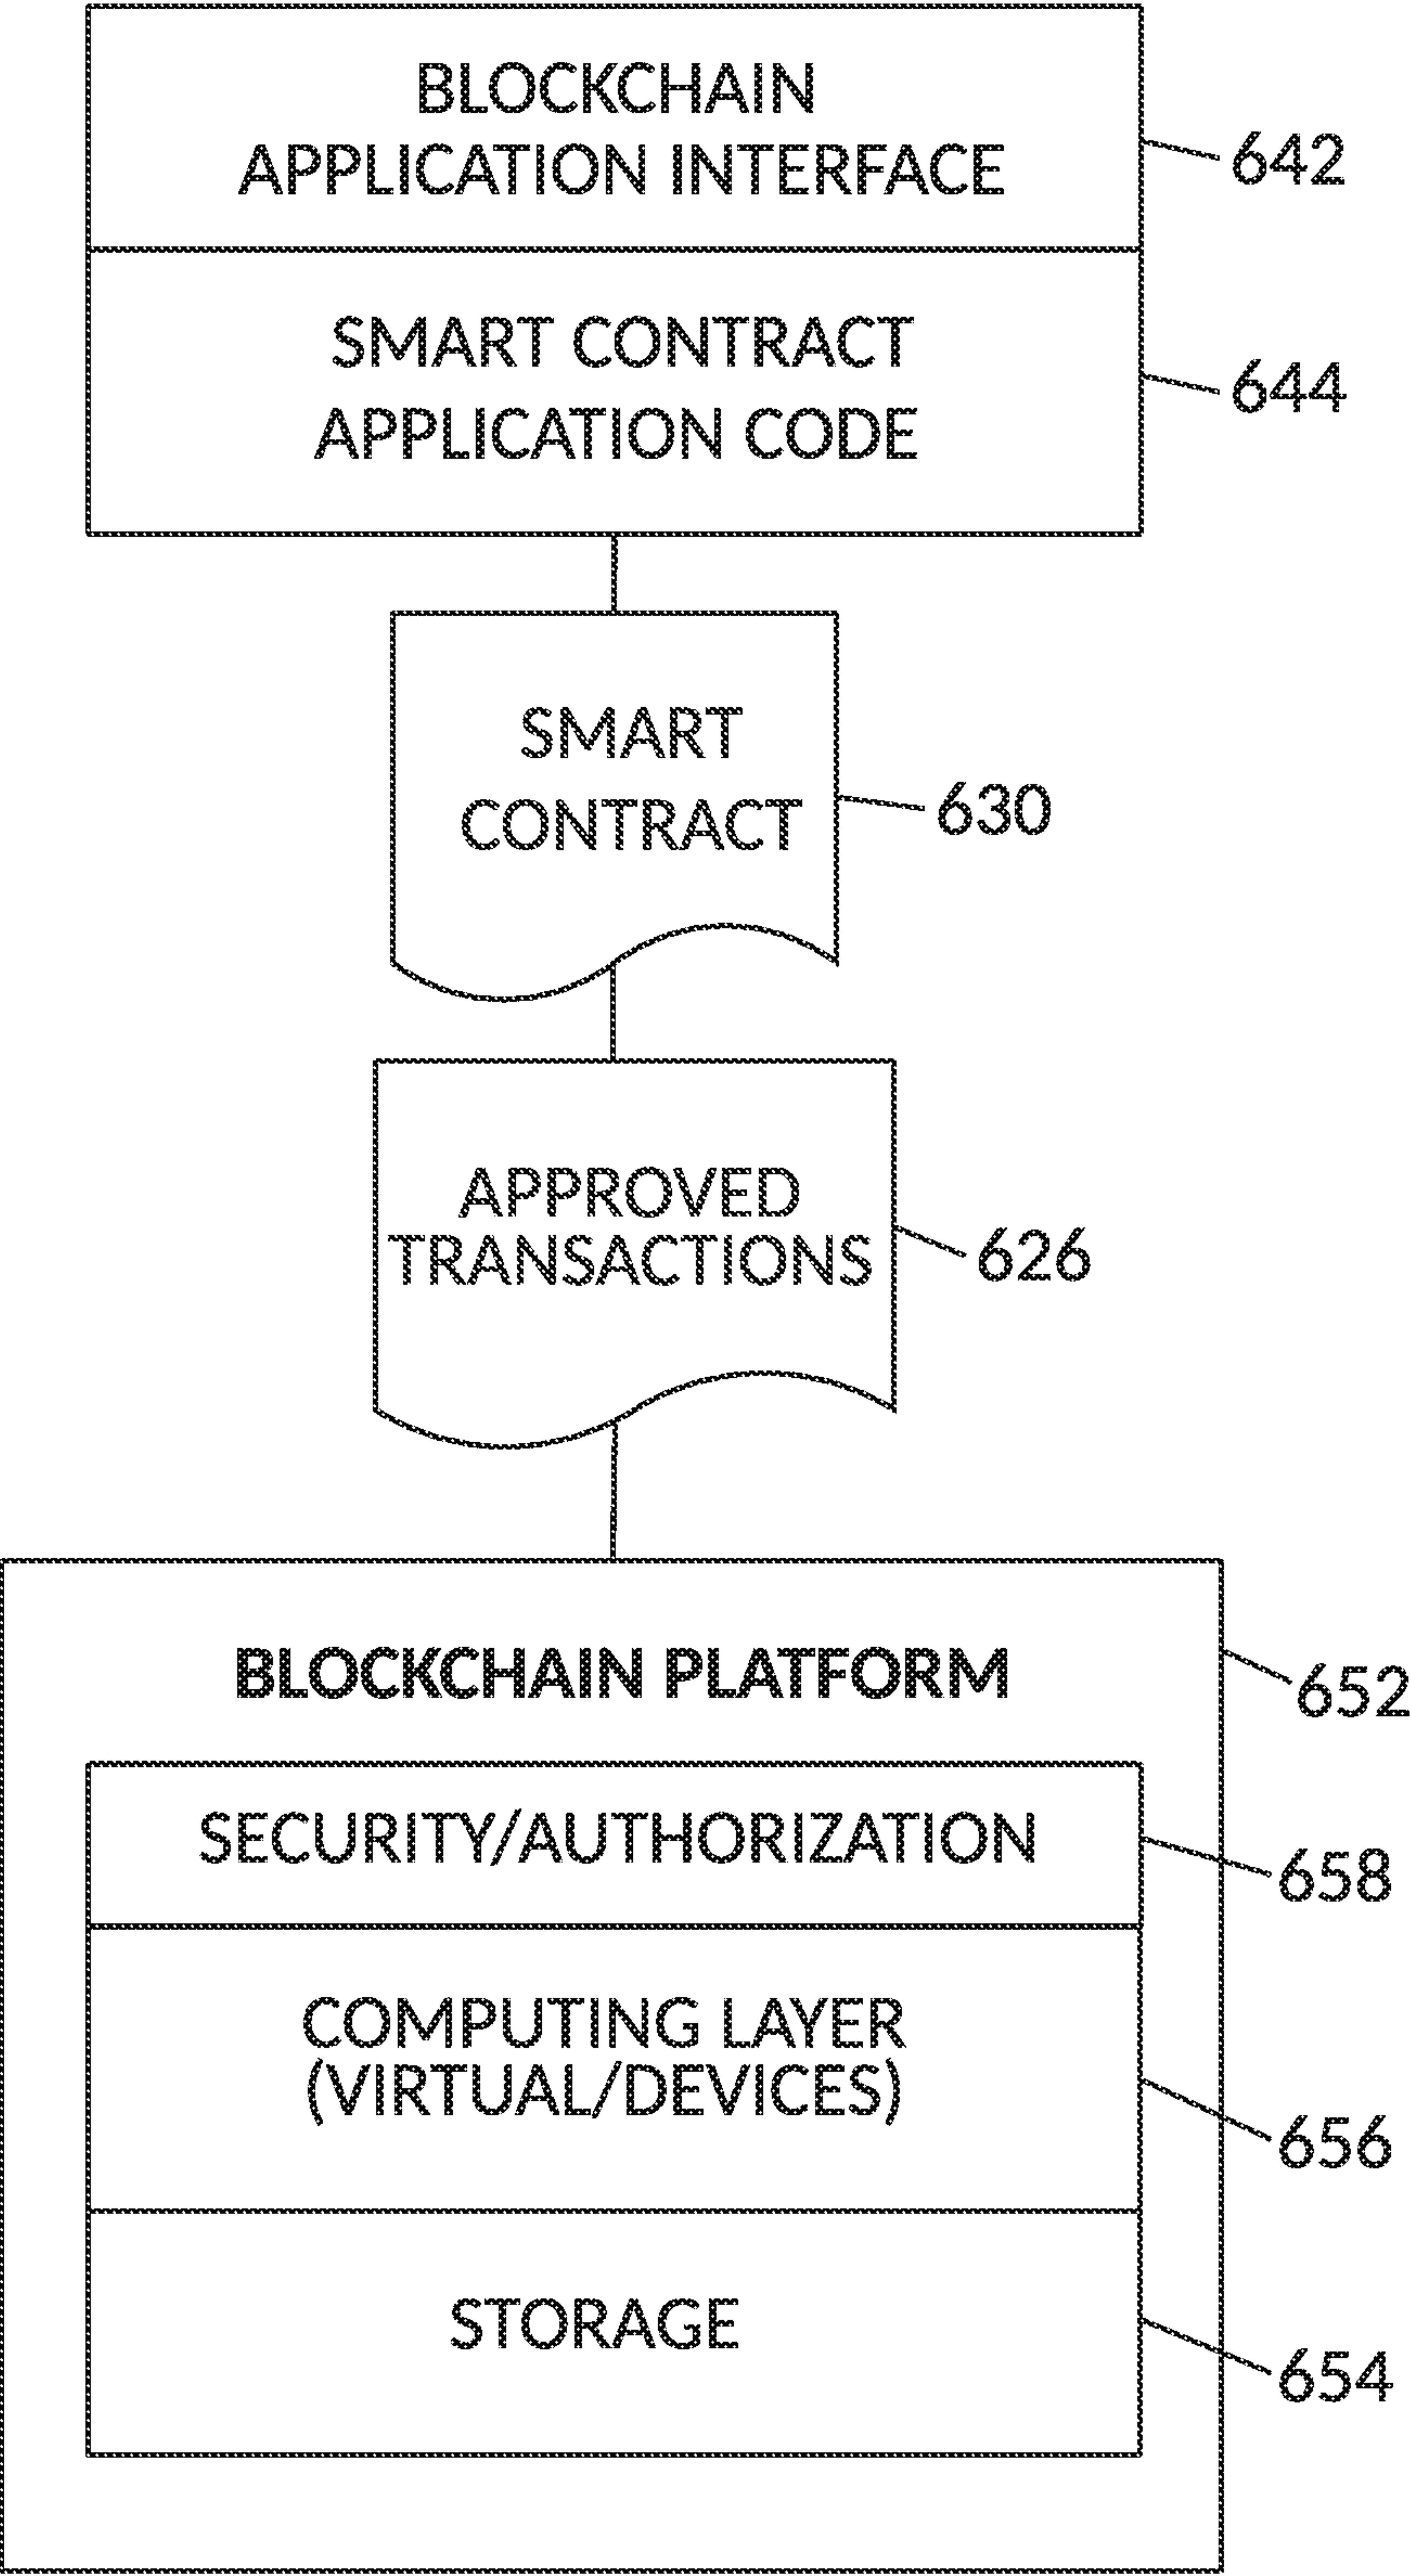 BLOCKCHAIN
APPLICATION INTERFACE
642
SMART CONTRACT
APPLICATION CODE
644
SMART
CONTRACT
630
APPROVED
TRANSACTIONS
626
BLOCKCHAIN PLATFORM
652
SECURITY/AUTHORIZATION
658
COMPUTING LAYER
(VIRTUAL/DEVICES)
656
STORAGE
654